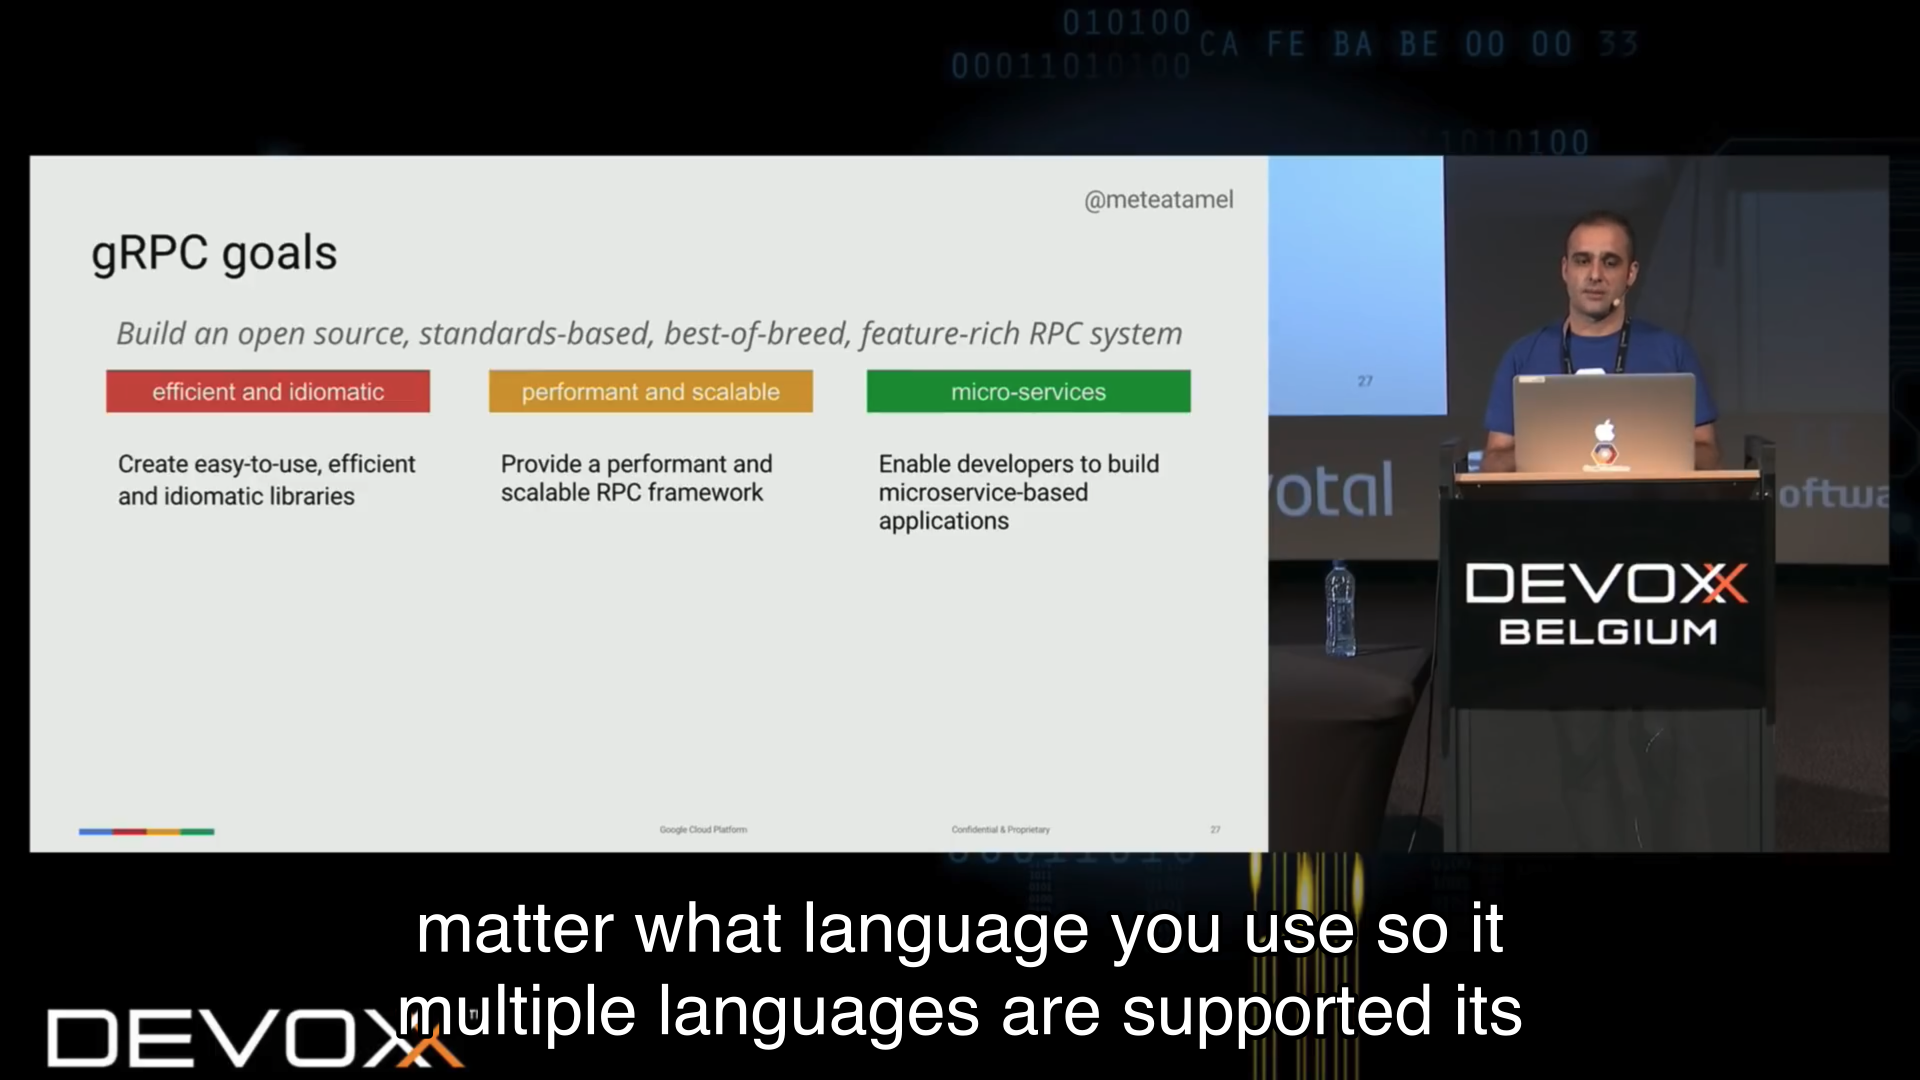 010100
00011010100
CA FE BA BE 00 00 33
1010100
@meteatamel
gRPC goals
Build an open source, standards-based, best-of-breed, feature-rich RPC system
efficient and idiomatic
performant and scalable
micro-services
Create easy-to-use, efficient
and idiomatic libraries
Provide a performant and
scalable RPC framework
Enable developers to build
microservice-based
applications
Google Cloud Platform
Confidential & Proprietary
27
27
otal
oftwa
DEVOXX
BELGIUM
matter what language you use so it
multiple languages are supported its
DEVOXX